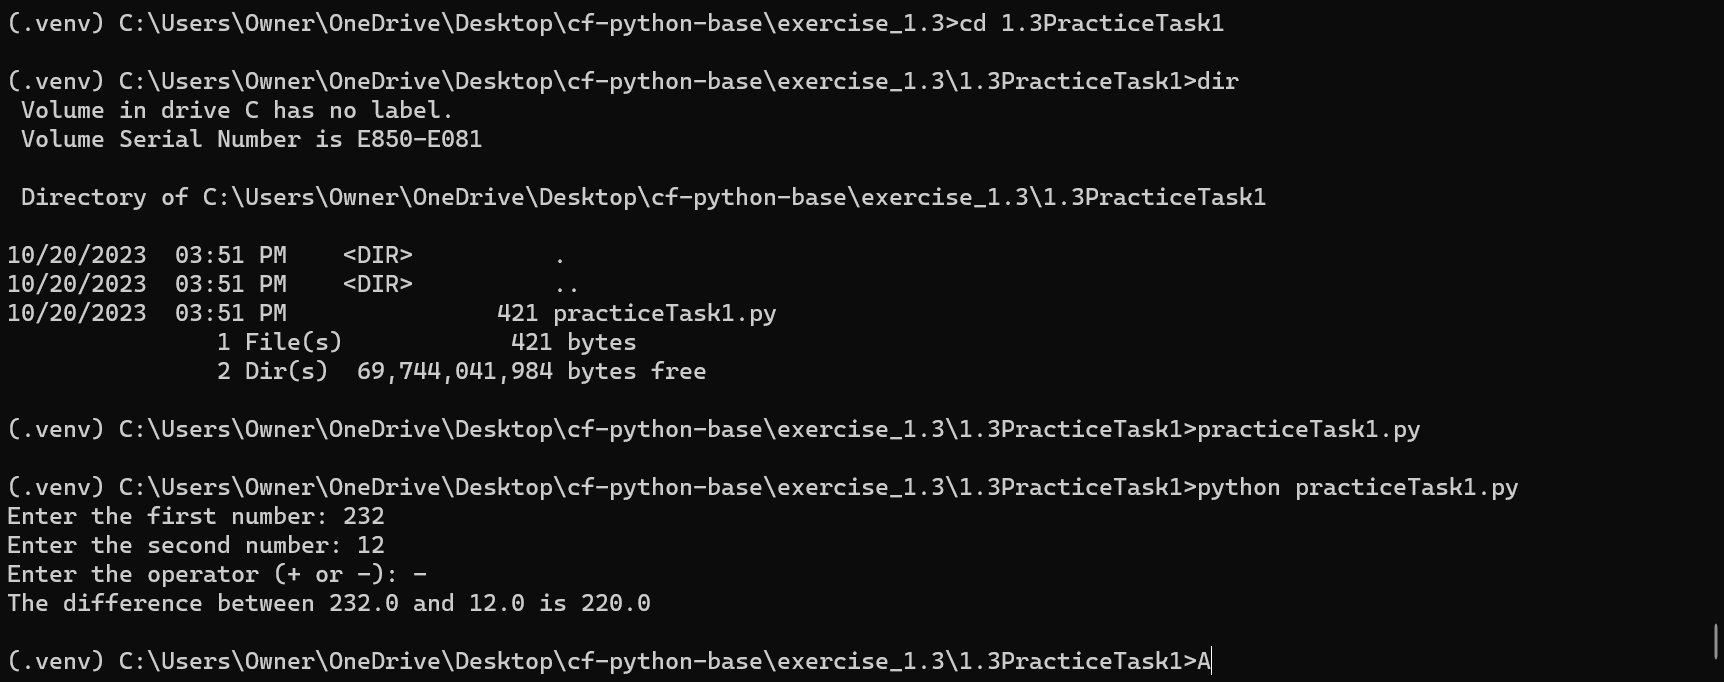 (.venv) C:\Users\Owner\OneDrive\Desktop\cf-python-base\exercise_1.3>cd 1.3PracticeTask1
(.venv) C:\Users\Owner\OneDrive\Desktop\cf-python-base\exercise_1.3\1.3PracticeTask1>dir
Volume in drive C has no label.
Volume Serial Number is E850-E081
Directory of C:\Users\Owner\OneDrive\Desktop\cf-python-base\exercise_1.3\1.3PracticeTask1
10/20/2023  03:51 PM    <DIR>          .
10/20/2023  03:51 PM    <DIR>          ..
10/20/2023  03:51 PM               421 practiceTask1.py
1 File(s)            421 bytes
2 Dir(s)  69,744,041,984 bytes free
(.venv) C:\Users\Owner\OneDrive\Desktop\cf-python-base\exercise_1.3\1.3PracticeTask1>practiceTask1.py
(.venv) C:\Users\Owner\OneDrive\Desktop\cf-python-base\exercise_1.3\1.3PracticeTask1>python practiceTask1.py
Enter the first number: 232
Enter the second number: 12
Enter the operator (+ or -): -
The difference between 232.0 and 12.0 is 220.0
(.venv) C:\Users\Owner\OneDrive\Desktop\cf-python-base\exercise_1.3\1.3PracticeTask1>A